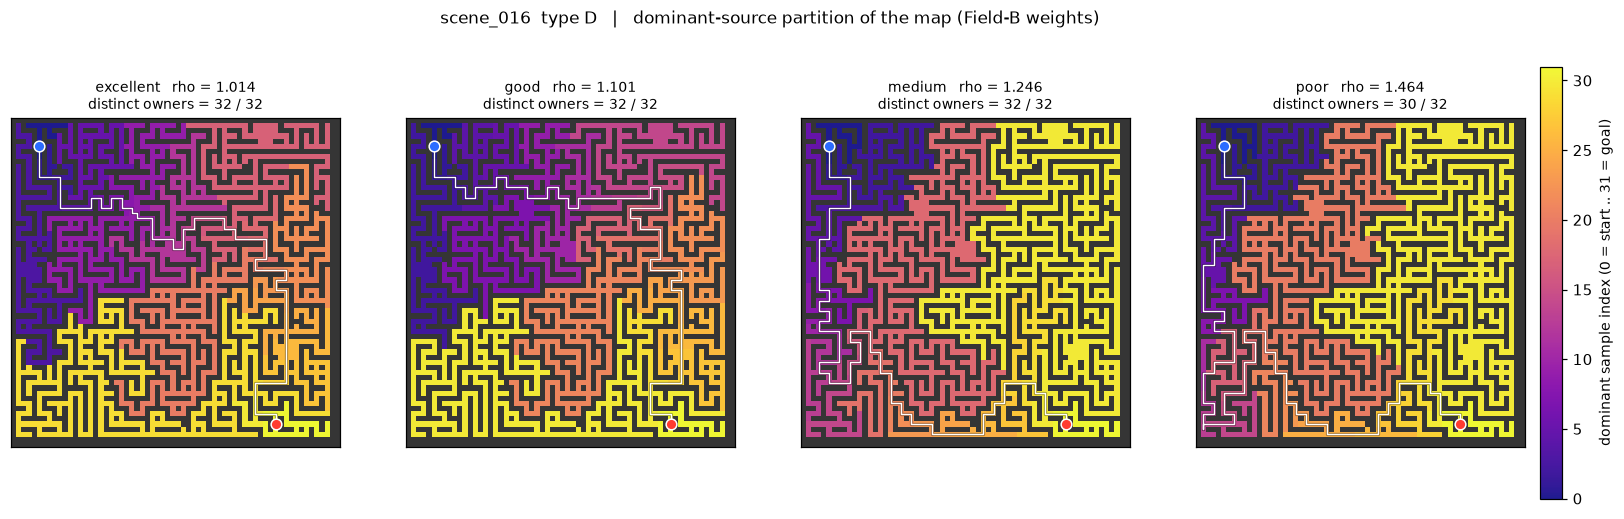 scene_016  type D   |   dominant-source partition of the map (Field-B weights)
excellent   rho = 1.014
distinct owners = 32 / 32
good   rho = 1.101
distinct owners = 32 / 32
medium   rho = 1.246
distinct owners = 32 / 32
poor   rho = 1.464
distinct owners = 30 / 32
30
25
20
15
10
5
0
dominant sample index (0 = start .. 31 = goal)